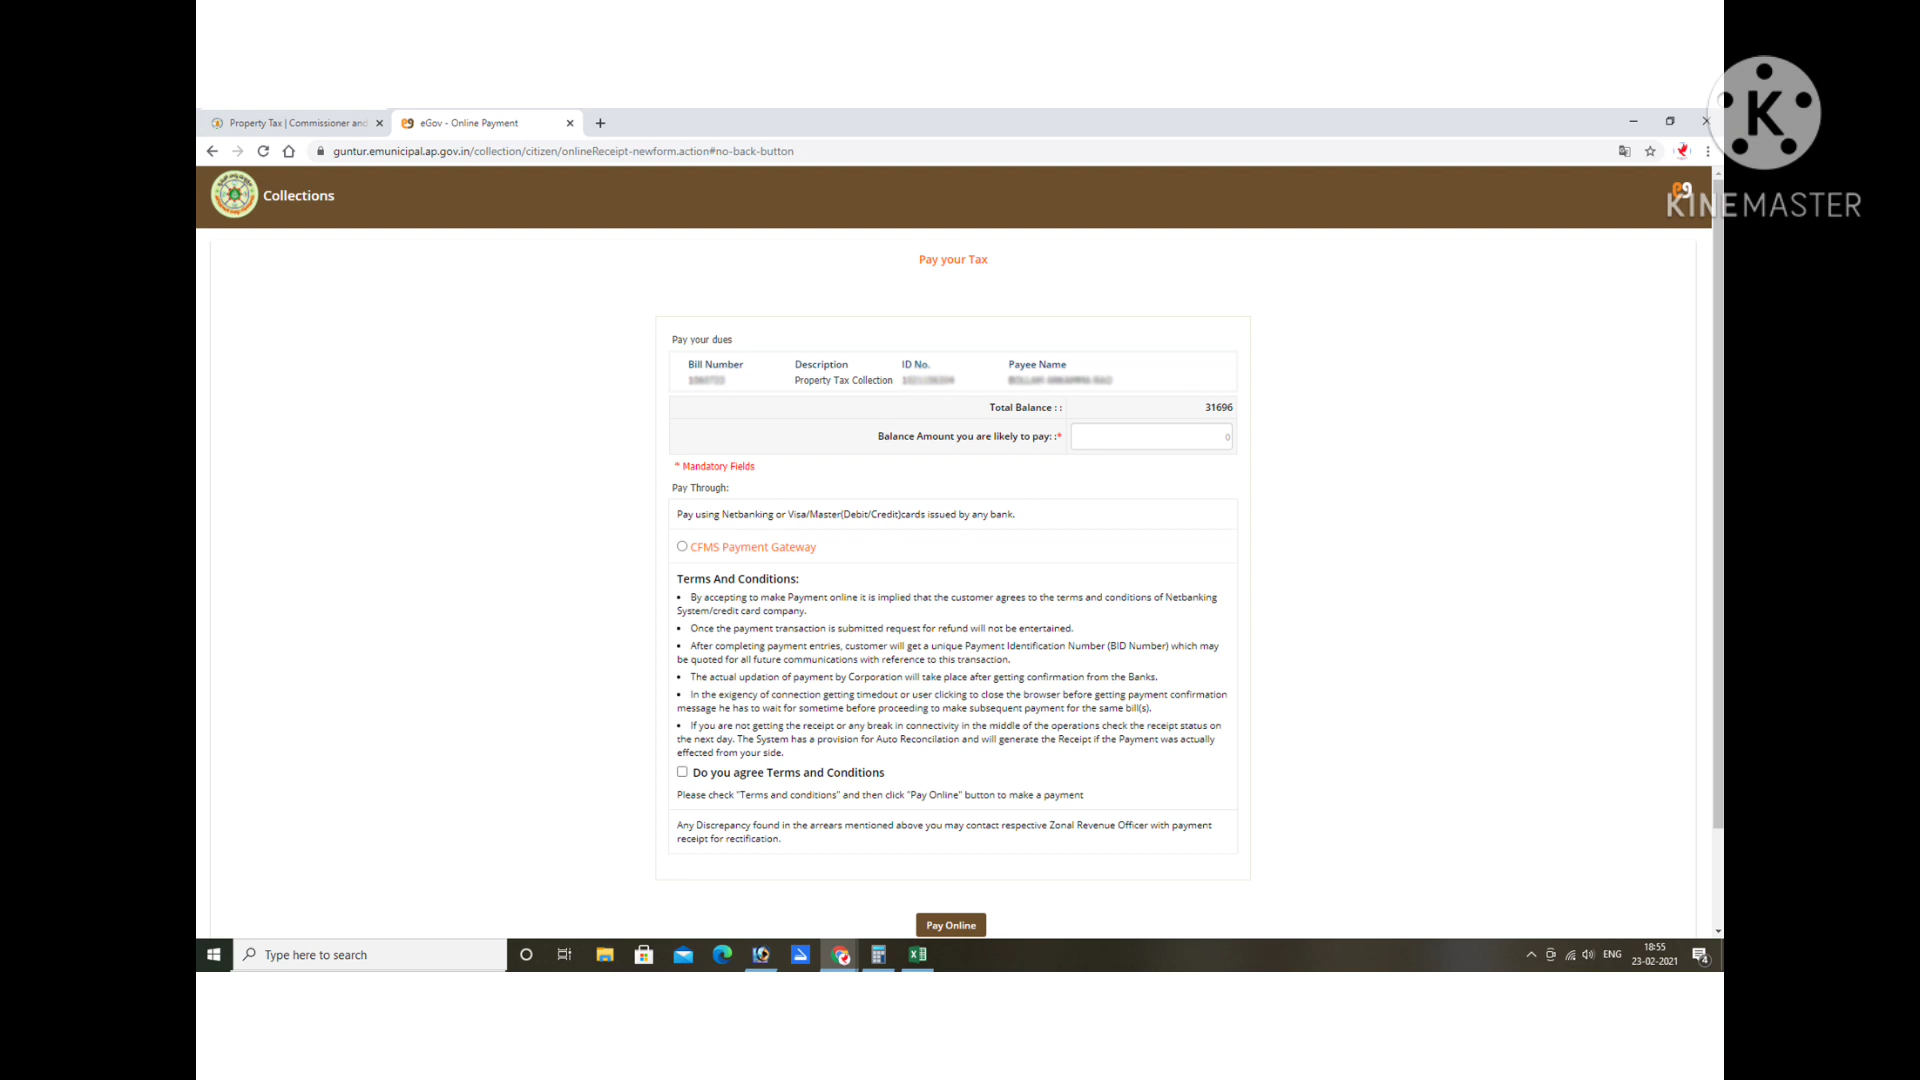 K
KINEMASTER
Property Tax | Commissioner and
eGov - Online Payment
guntur.emunicipal.ap.gov.in/collection/citizen/onlineReceipt-newform.action#no-back-button
Collections
Pay your Tax
Pay your dues
Bill Number Description ID No. Payee Name
Property Tax Collection
Total Balance : : 31696
Balance Amount you are likely to pay: :* 0
* Mandatory Fields
Pay Through:
Pay using Netbanking or Visa/Master(Debit/Credit)cards issued by any bank.
CFMS Payment Gateway
Terms And Conditions:
• By accepting to make Payment online it is implied that the customer agrees to the terms and conditions of Netbanking
System/credit card company.
• Once the payment transaction is submitted request for refund will not be entertained.
• After completing payment entries, customer will get a unique Payment Identification Number (BID Number) which may
be quoted for all future communications with reference to this transaction.
• The actual updation of payment by Corporation will take place after getting confirmation from the Banks.
• In the exigency of connection getting timedout or user clicking to close the browser before getting payment confirmation
message he has to wait for sometime before proceeding to make subsequent payment for the same bill(s).
• If you are not getting the receipt or any break in connectivity in the middle of the operations check the receipt status on
the next day. The System has a provision for Auto Reconcilation and will generate the Receipt if the Payment was actually
effected from your side.
Do you agree Terms and Conditions
Please check "Terms and conditions" and then click "Pay Online" button to make a payment
Any Discrepancy found in the arrears mentioned above you may contact respective Zonal Revenue Officer with payment
receipt for rectification.
Pay Online
Type here to search
ENG
18:55
23-02-2021
4